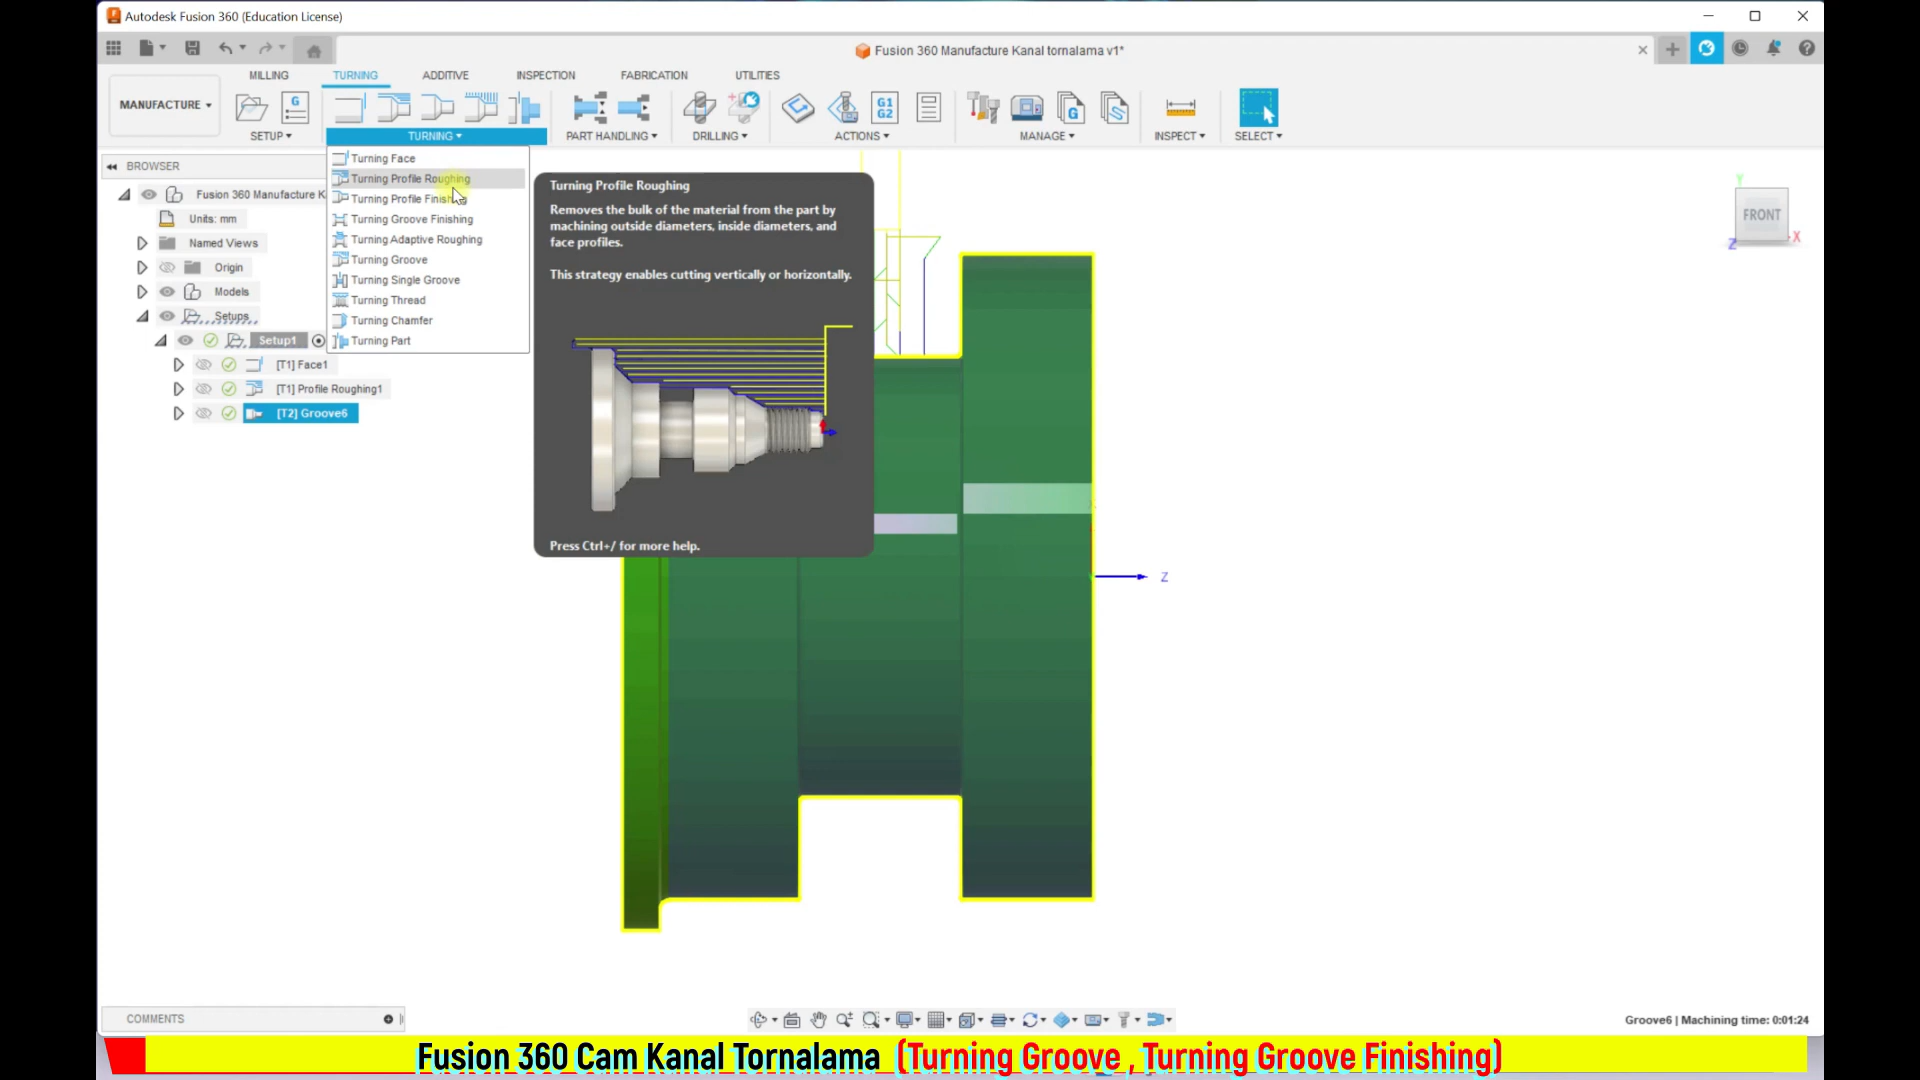 Autodesk Fusion 360 (Education License)
Fusion 360 Manufacture Kanal tornalama v1*
MILLING TURNING ADDITIVE INSPECTION FABRICATION UTILITIES
MANUFACTURE
G
G1
G2
G
SETUP TURNING PART HANDLING DRILLING ACTIONS MANAGE INSPECT SELECT
BROWSER
Fusion 360 Manufacture K
Units: mm
Named Views
Origin
Models
Setups
Setup1
[T1] Face1
[T1] Profile Roughing1
[T2] Groove6
Turning Face
Turning Profile Roughing
Turning Profile Finishing
Turning Groove Finishing
Turning Adaptive Roughing
Turning Groove
Turning Single Groove
Turning Thread
Turning Chamfer
Turning Part
Turning Profile Roughing
Removes the bulk of the material from the part by
machining outside diameters, inside diameters, and
face profiles.
This strategy enables cutting vertically or horizontally.
Press Ctrl+/ for more help.
Y
FRONT
Z
X
Z
COMMENTS
Groove6 | Machining time: 0:01:24
Fusion 360 Cam Kanal Tornalama (Turning Groove , Turning Groove Finishing)